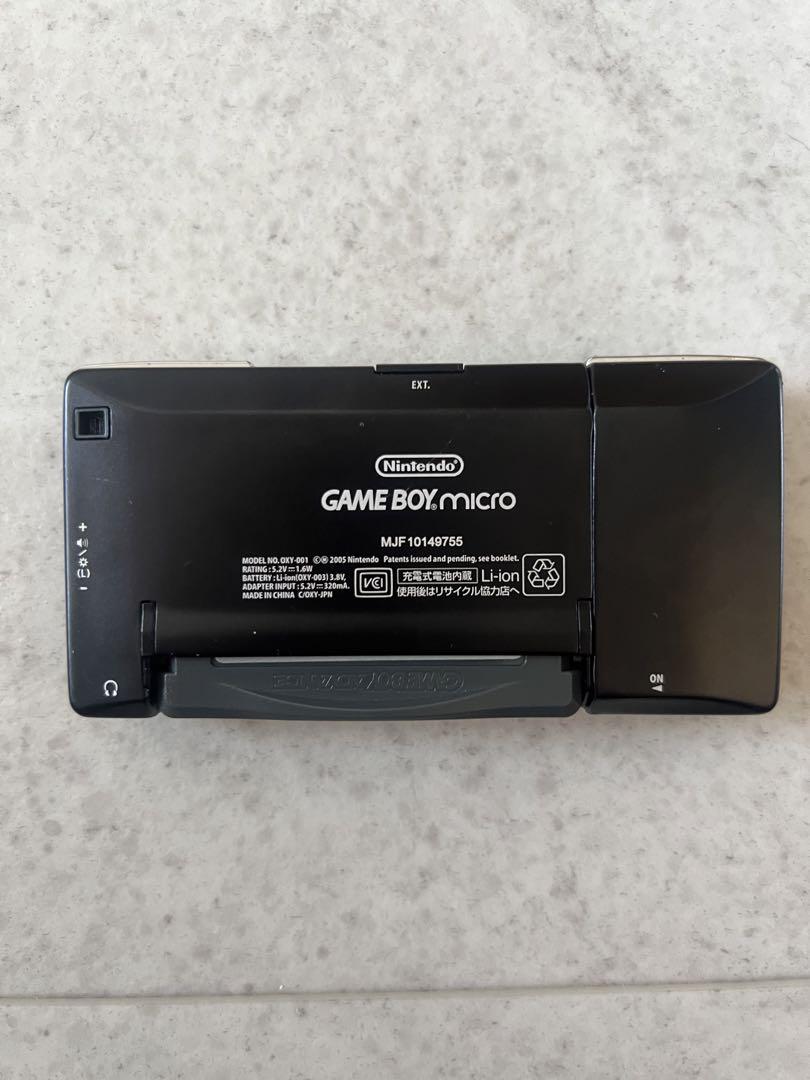 EXT.
Nintendo®
GAME BOY® micro
MJF10149755
MODEL NO. OXY-001 ©Ⓜ 2005 Nintendo Patents issued and pending, see booklet.
RATING : 5.2V⎓1.6W
BATTERY : Li-ion(OXY-003) 3.8V,
ADAPTER INPUT : 5.2V⎓320mA.
MADE IN CHINA C/OXY-JPN
VCI
充電式電池内蔵 Li-ion
使用後はリサイクル協力店へ
GAME BOY ADVANCE
ON